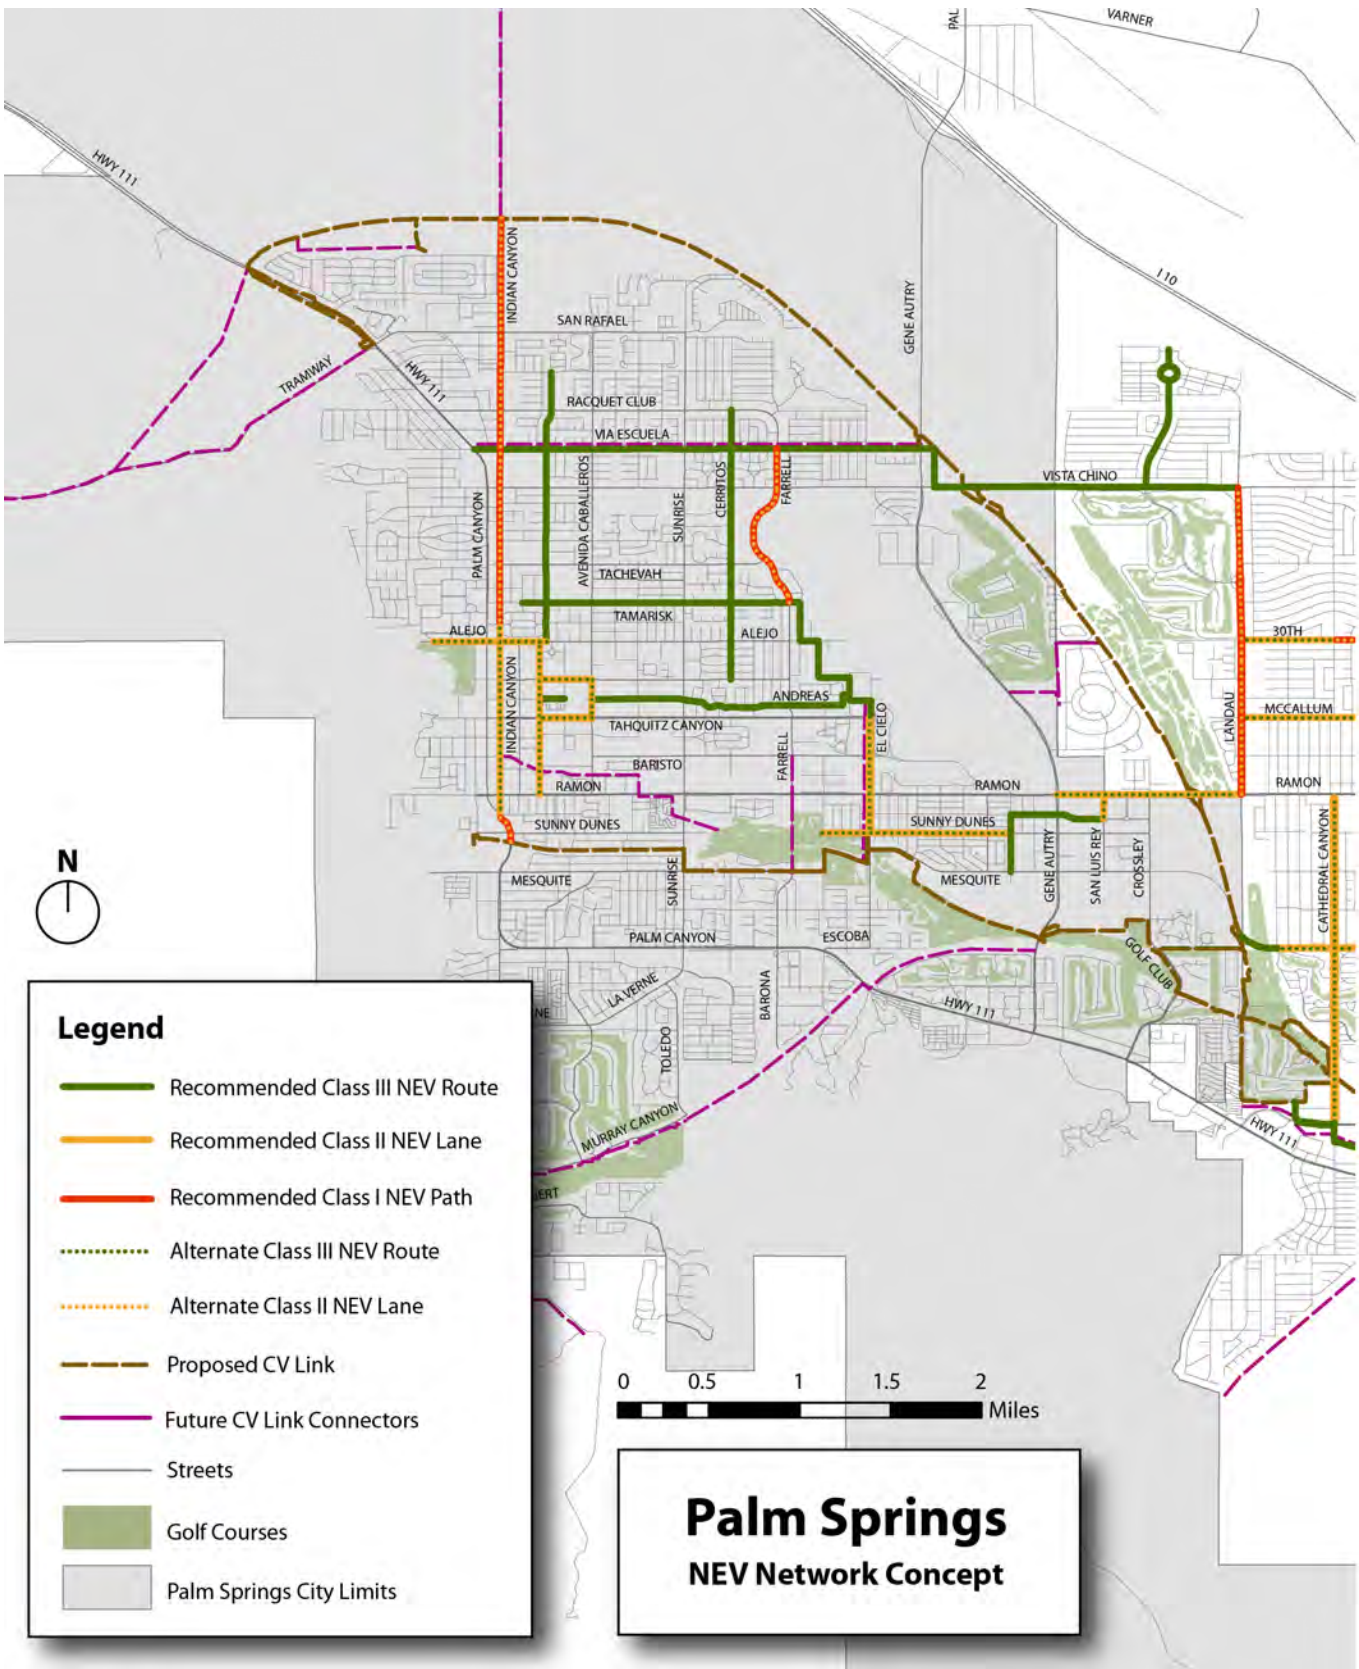 VARNER
PAL
HWY 111
I 10
INDIAN CANYON
GENE AUTRY
SAN RAFAEL
TRAMWAY
HWY 111
RACQUET CLUB
VIA ESCUELA
VISTA CHINO
PALM CANYON
AVENIDA CABALLEROS
SUNRISE
CERRITOS
FARRELL
TACHEVAH
TAMARISK
ALEJO
ALEJO
30TH
INDIAN CANYON
ANDREAS
TAHQUITZ CANYON
EL CIELO
LANDAU
MCCALLUM
BARISTO
FARRELL
RAMON
RAMON
RAMON
SUNNY DUNES
SUNNY DUNES
MESQUITE
SUNRISE
MESQUITE
GENE AUTRY
SAN LUIS REY
CROSSLEY
CATHEDRAL CANYON
PALM CANYON
ESCOBA
GOLF CLUB
LA VERNE
BARONA
HWY 111
NE
TOLEDO
MURRAY CANYON
HWY 111
N
Legend
Recommended Class III NEV Route
Recommended Class II NEV Lane
Recommended Class I NEV Path
Alternate Class III NEV Route
Alternate Class II NEV Lane
Proposed CV Link
Future CV Link Connectors
Streets
Golf Courses
Palm Springs City Limits
0 0.5 1 1.5 2
Miles
Palm Springs
NEV Network Concept